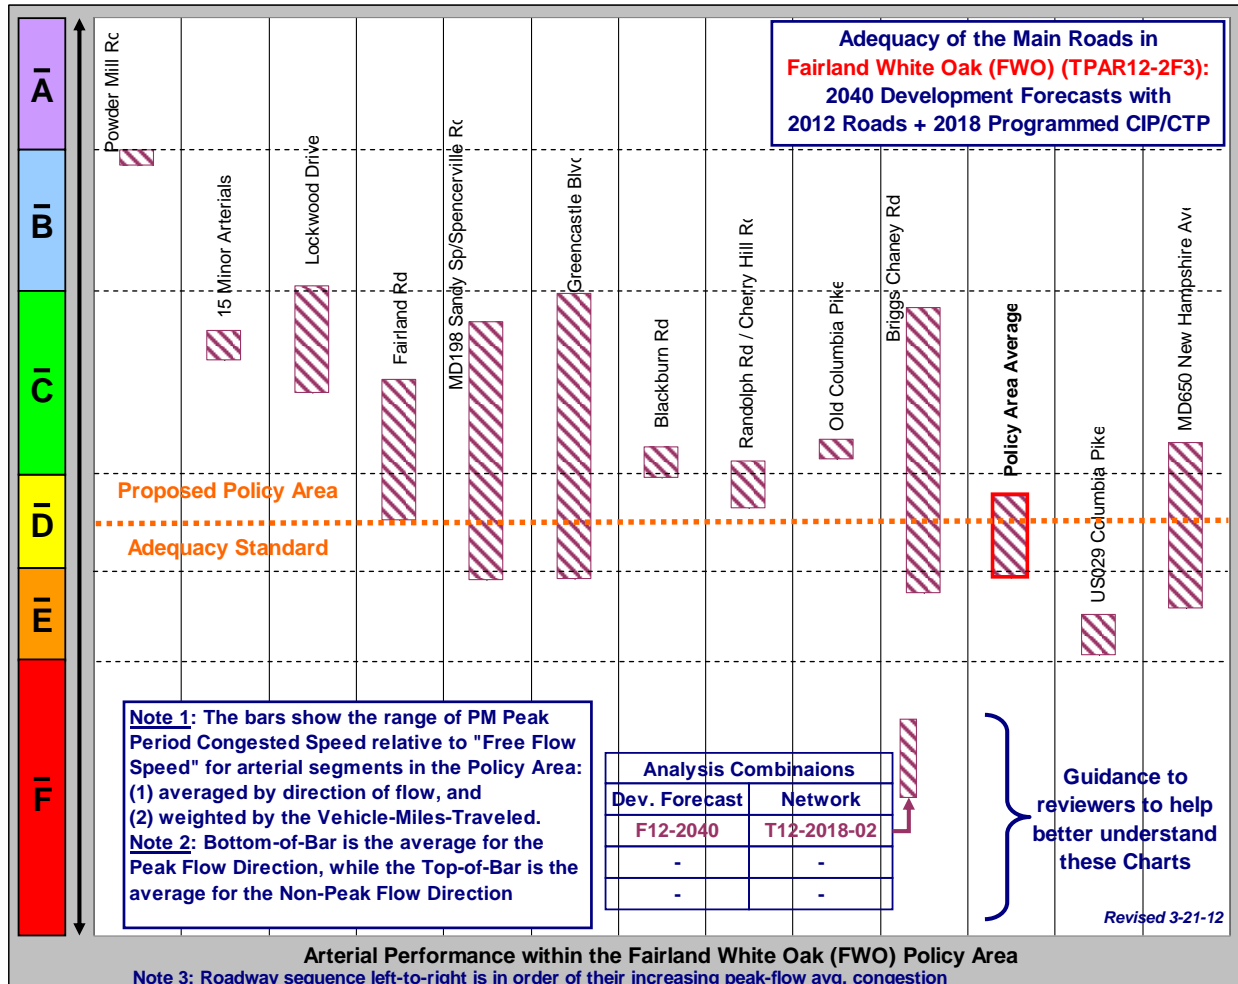 Adequacy of the Main Roads in
Fairland White Oak (FWO) (TPAR12-2F3):
2040 Development Forecasts with
2012 Roads + 2018 Programmed CIP/CTP
A
B
C
D
E
F
Powder Mill Rd
15 Minor Arterials
Lockwood Drive
Fairland Rd
MD198 Sandy Sp/Spencerville Rd
Greencastle Blvd
Blackburn Rd
Randolph Rd / Cherry Hill Rd
Old Columbia Pike
Briggs Chaney Rd
Policy Area Average
US029 Columbia Pike
MD650 New Hampshire Ave
Proposed Policy Area
Adequacy Standard
Note 1: The bars show the range of PM Peak
Period Congested Speed relative to "Free Flow
Speed" for arterial segments in the Policy Area:
(1) averaged by direction of flow, and
(2) weighted by the Vehicle-Miles-Traveled.
Note 2: Bottom-of-Bar is the average for the
Peak Flow Direction, while the Top-of-Bar is the
average for the Non-Peak Flow Direction
Analysis Combinaions
Dev. Forecast Network
F12-2040 T12-2018-02
- -
- -
Guidance to
reviewers to help
better understand
these Charts
Revised 3-21-12
Arterial Performance within the Fairland White Oak (FWO) Policy Area
Note 3: Roadway sequence left-to-right is in order of their increasing peak-flow avg. congestion